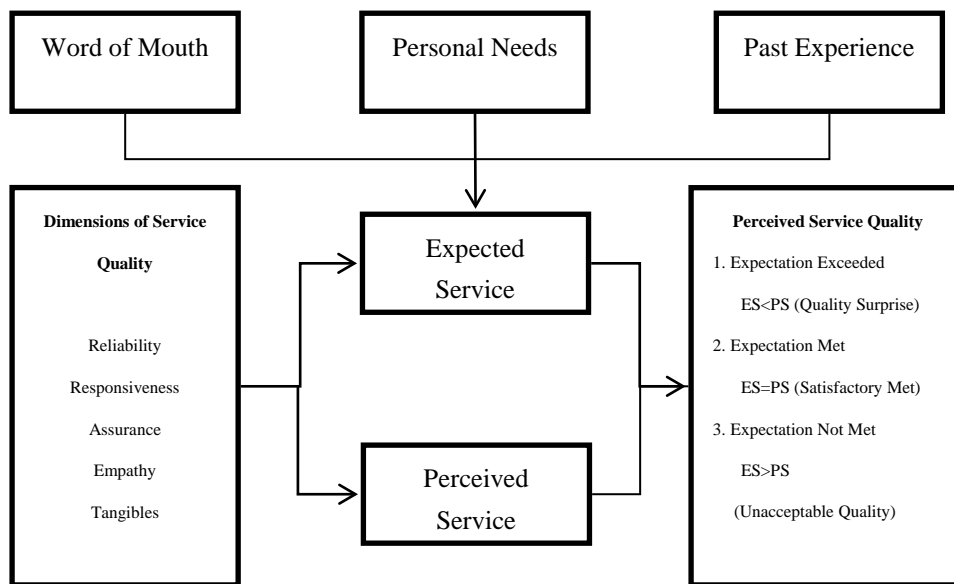 Word of Mouth
Personal Needs
Past Experience
Dimensions of Service
Quality
Reliability
Responsiveness
Assurance
Empathy
Tangibles
Expected
Service
Perceived
Service
Perceived Service Quality
1. Expectation Exceeded
ES<PS (Quality Surprise)
2. Expectation Met
ES=PS (Satisfactory Met)
3. Expectation Not Met
ES>PS
(Unacceptable Quality)